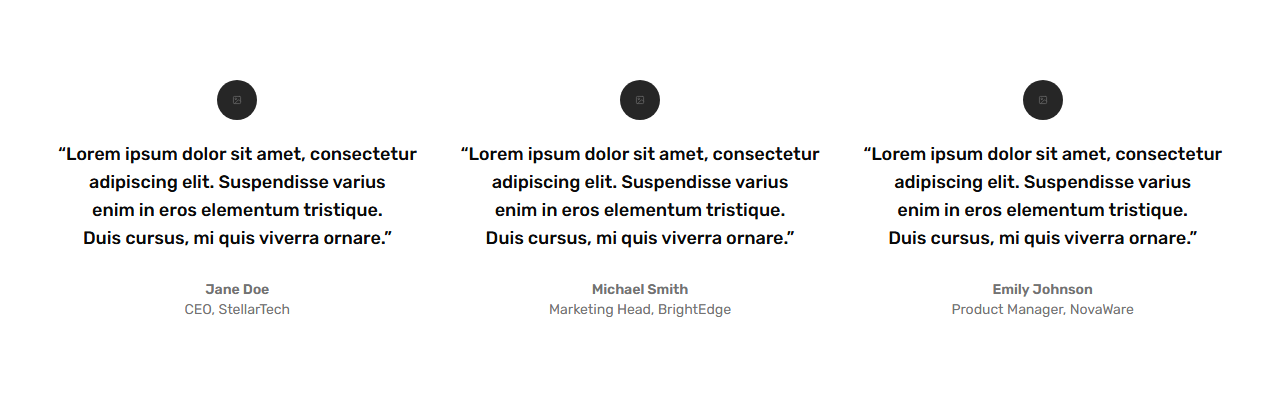 “Lorem ipsum dolor sit amet, consectetur
adipiscing elit. Suspendisse varius
enim in eros elementum tristique.
Duis cursus, mi quis viverra ornare.”
Jane Doe
CEO, StellarTech
“Lorem ipsum dolor sit amet, consectetur
adipiscing elit. Suspendisse varius
enim in eros elementum tristique.
Duis cursus, mi quis viverra ornare.”
Michael Smith
Marketing Head, BrightEdge
“Lorem ipsum dolor sit amet, consectetur
adipiscing elit. Suspendisse varius
enim in eros elementum tristique.
Duis cursus, mi quis viverra ornare.”
Emily Johnson
Product Manager, NovaWare